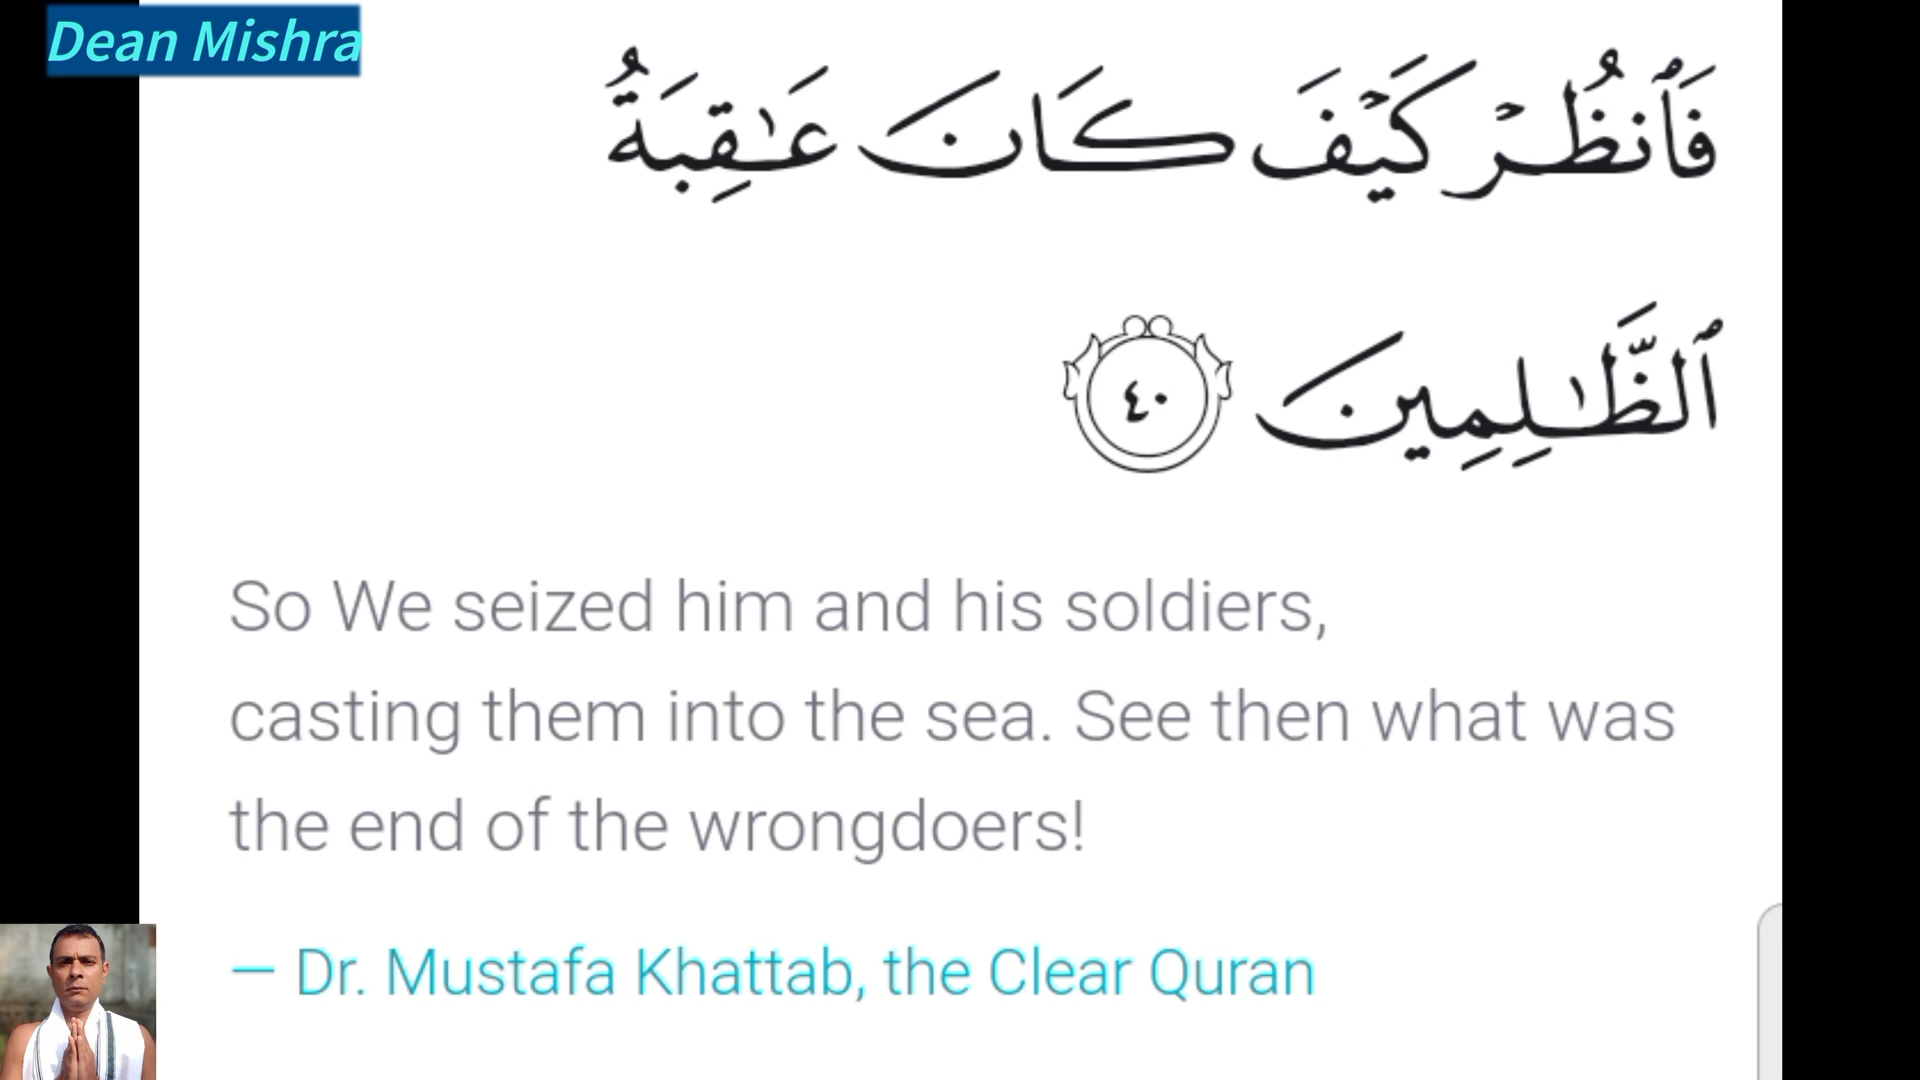 Dean Mishra
فَٱنظُرْ كَيْفَ كَانَ عَـٰقِبَةُ
ٱلظَّـٰلِمِينَ ٤٠
So We seized him and his soldiers,
casting them into the sea. See then what was
the end of the wrongdoers!
— Dr. Mustafa Khattab, the Clear Quran